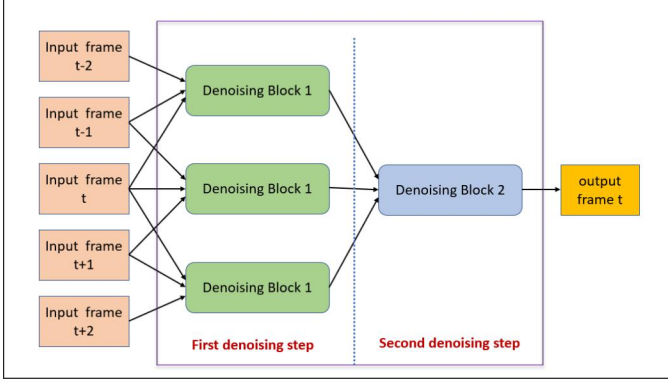 Input frame
t-2
Input frame
t-1
Input frame
t
Input frame
t+1
Input frame
t+2
Denoising Block 1
Denoising Block 1
Denoising Block 1
Denoising Block 2
output
frame t
First denoising step
Second denoising step